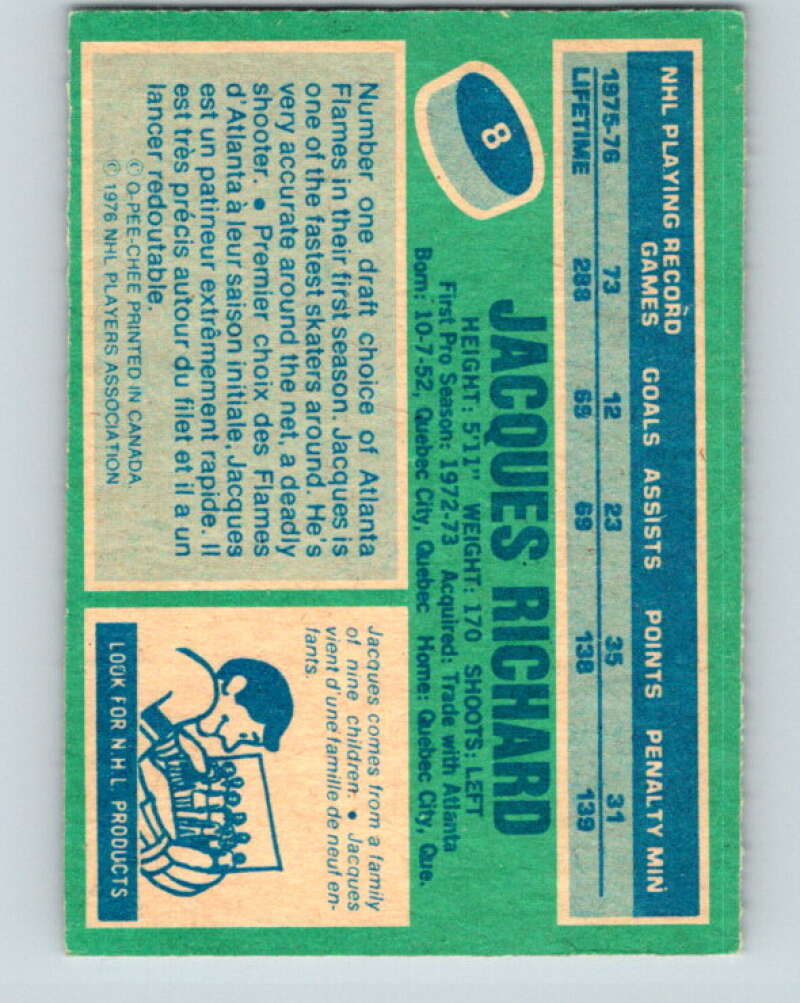 8
NHL PLAYING RECORD
GAMES GOALS ASSISTS POINTS PENALTY MIN
1975-76 73 12 23 35 31
LIFETIME 288 69 69 138 139
JACQUES RICHARD
HEIGHT: 5'11" WEIGHT: 170 SHOOTS: LEFT
First Pro Season: 1972-73 Acquired: Trade with Atlanta
Born: 10-7-52, Quebec City, Quebec Home: Quebec City, Que.
Number one draft choice of Atlanta
Flames in their first season. Jacques is
one of the fastest skaters around. He's
very accurate around the net, a deadly
shooter. • Premier choix des Flames
d'Atlanta à leur saison initiale. Jacques
est un patineur extrêmement rapide. Il
est très précis autour du filet et il a un
lancer redoutable.
© O-PEE-CHEE PRINTED IN CANADA.
© 1976 NHL PLAYERS ASSOCIATION
Jacques comes from a family
of nine children. • Jacques
vient d'une famille de neuf en-
fants.
LOOK FOR N.H.L. PRODUCTS